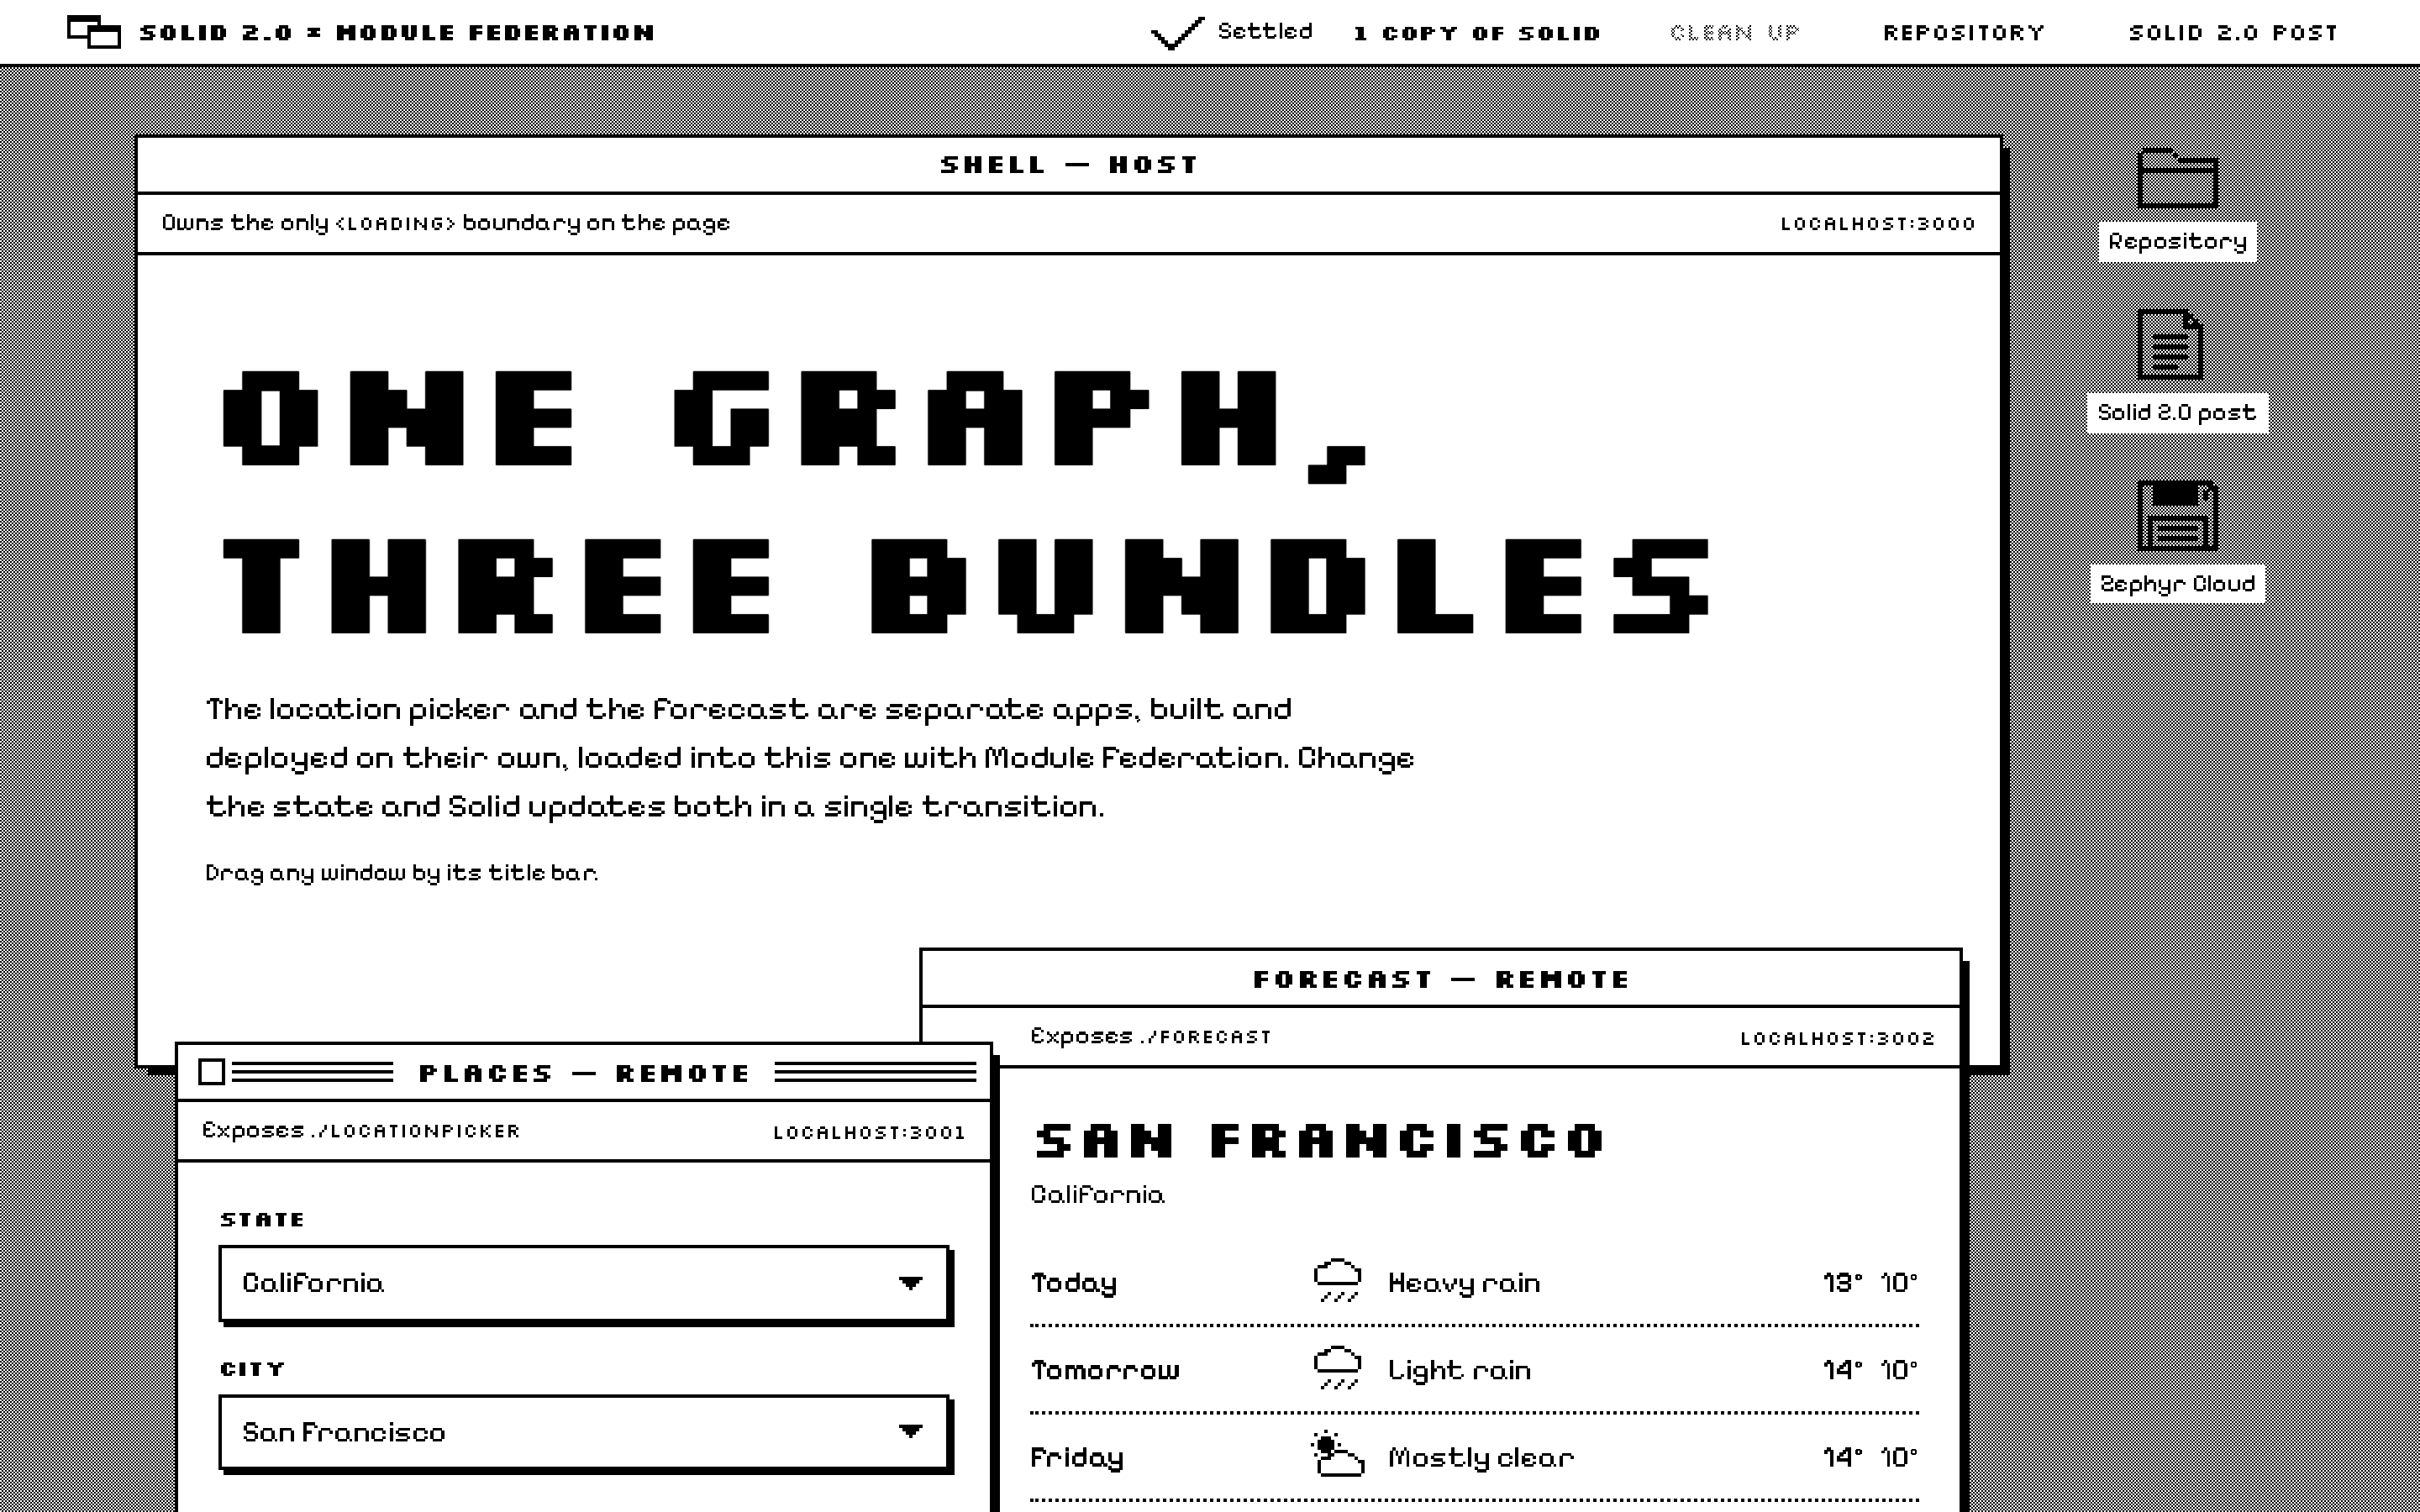 SOLID 2.0 × MODULE FEDERATION
Settled
1 COPY OF SOLID
CLEAN UP
REPOSITORY
SOLID 2.0 POST
SHELL — HOST
Owns the only <LOADING> boundary on the page
LOCALHOST:3000
ONE GRAPH,
THREE BUNDLES
The location picker and the forecast are separate apps, built and
deployed on their own, loaded into this one with Module Federation. Change
the state and Solid updates both in a single transition.
Drag any window by its title bar.
Repository
Solid 2.0 post
Zephyr Cloud
FORECAST — REMOTE
Exposes ./FORECAST
LOCALHOST:3002
PLACES — REMOTE
Exposes ./LOCATIONPICKER
LOCALHOST:3001
STATE
California
CITY
San Francisco
SAN FRANCISCO
California
Today Heavy rain 13° 10°
Tomorrow Light rain 14° 10°
Friday Mostly clear 14° 10°